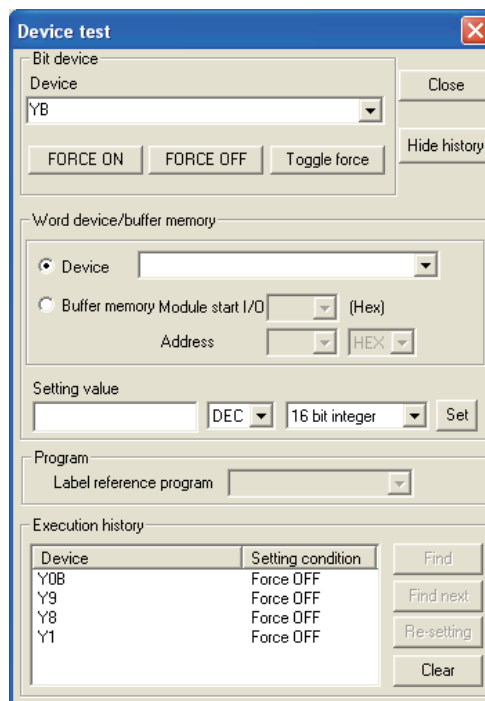 Device test
Bit device
Device
Close
YB
Hide history
FORCE ON FORCE OFF Toggle force
Word device/buffer memory
Device
Buffer memory Module start I/O (Hex)
Address HEX
Setting value
DEC 16 bit integer Set
Program
Label reference program
Execution history
Device Setting condition Find
Y0B Force OFF
Y9 Force OFF Find next
Y8 Force OFF
Y1 Force OFF Re-setting
Clear